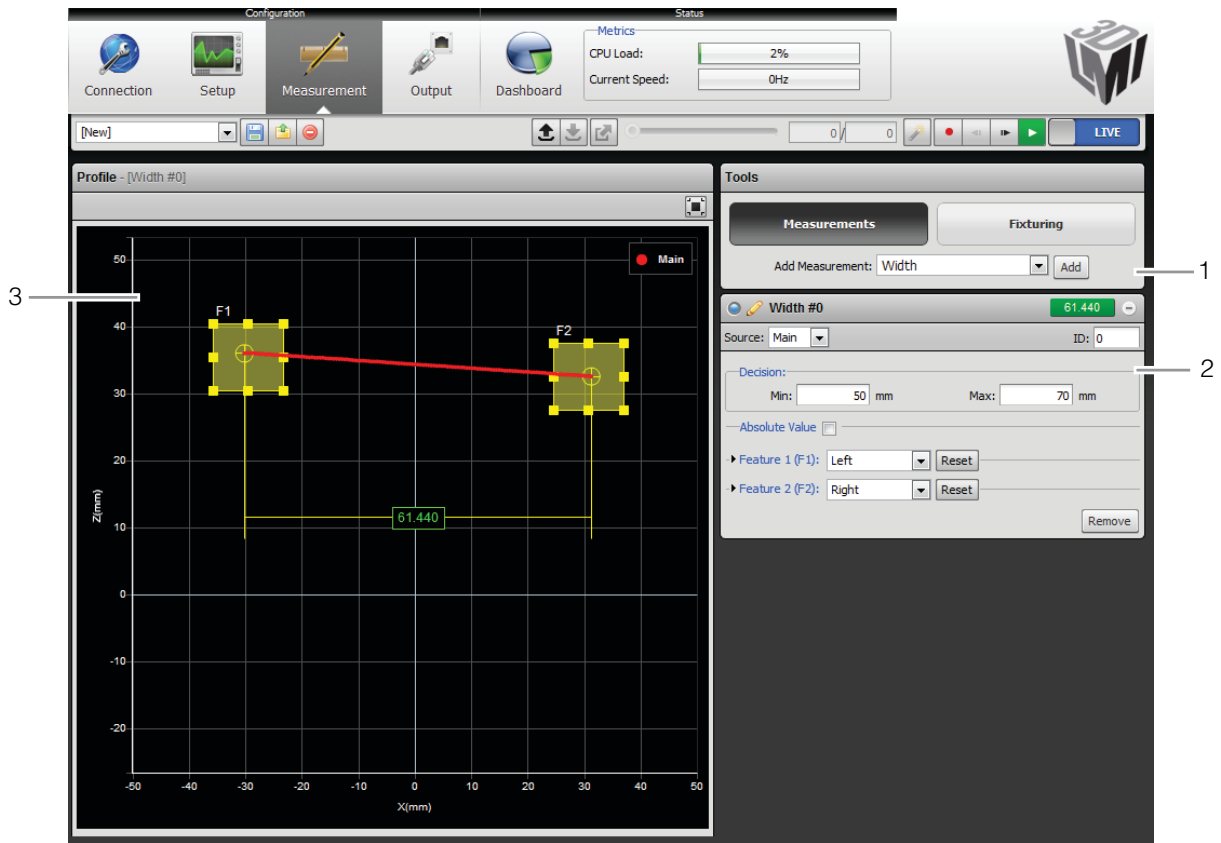 Configuration
Status
Connection
Setup
Measurement
Output
Dashboard
Metrics
CPU Load: 2%
Current Speed: 0Hz
3D
LMI
[New]
0 / 0
LIVE
Profile - [Width #0]
Main
F1
F2
61.440
50
40
30
20
10
0
-10
-20
Z(mm)
-50 -40 -30 -20 -10 0 10 20 30 40 50
X(mm)
Tools
Measurements
Fixturing
Add Measurement: Width Add
Width #0 61.440
Source: Main ID: 0
Decision:
Min: 50 mm Max: 70 mm
Absolute Value
Feature 1 (F1): Left Reset
Feature 2 (F2): Right Reset
Remove
1
2
3